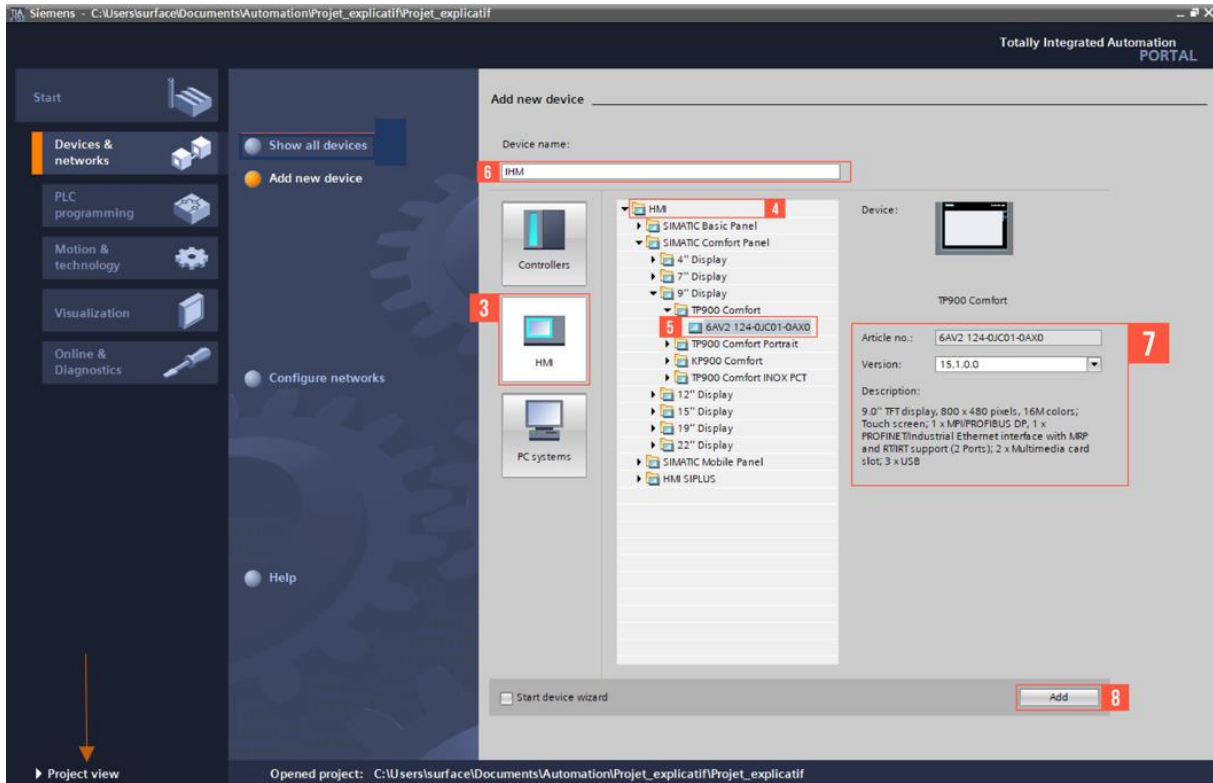 Siemens - C:\Users\surface\Documents\Automation\Projet_explicatif\Projet_explicatif
Totally Integrated Automation
PORTAL
Start
Devices &
networks
PLC
programming
Motion &
technology
Visualization
Online &
Diagnostics
Show all devices
Add new device
Configure networks
Help
Add new device
Device name:
6 IHM
Controllers
3
HMI
PC systems
HMI 4
SIMATIC Basic Panel
SIMATIC Comfort Panel
4" Display
7" Display
9" Display
TP900 Comfort
5 6AV2 124-0JC01-0AX0
TP900 Comfort Portrait
KP900 Comfort
TP900 Comfort INOX PCT
12" Display
15" Display
19" Display
22" Display
SIMATIC Mobile Panel
HMI SIPLUS
Device:
TP900 Comfort
Article no.: 6AV2 124-0JC01-0AX0
7
Version: 15.1.0.0
Description:
9.0" TFT display, 800 x 480 pixels, 16M colors;
Touch screen; 1 x MPI/PROFIBUS DP, 1 x
PROFINET/Industrial Ethernet interface with MRP
and RT/IRT support (2 Ports); 2 x Multimedia card
slot; 3 x USB
Start device wizard
Add 8
Project view
Opened project: C:\Users\surface\Documents\Automation\Projet_explicatif\Projet_explicatif